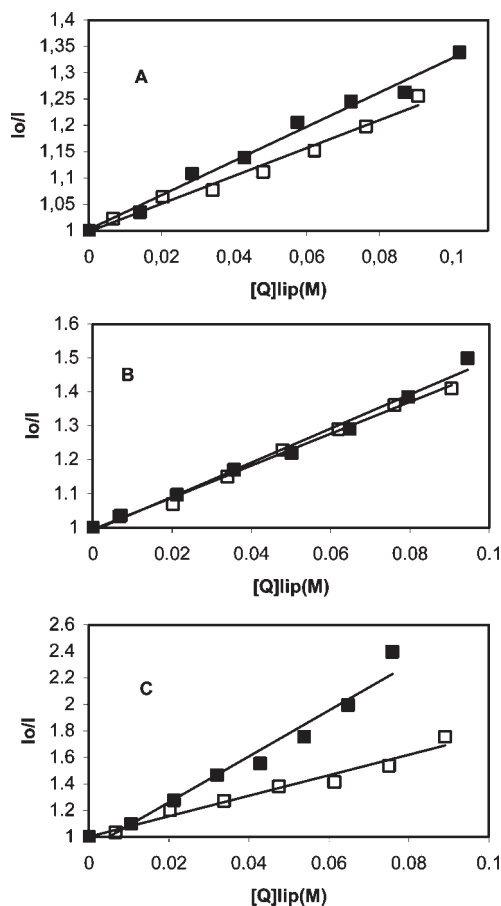 1,4
1,35
1,3
1,25
1,2
1,15
1,1
1,05
1
A
Io/I
0 0,02 0,04 0,06 0,08 0,1
[Q]lip(M)
1.6
1.5
1.4
1.3
1.2
1.1
1
B
Io/I
0 0.02 0.04 0.06 0.08 0.1
[Q]lip(M)
2.6
2.4
2.2
2
1.8
1.6
1.4
1.2
1
C
Io/I
0 0.02 0.04 0.06 0.08 0.1
[Q]lip(M)